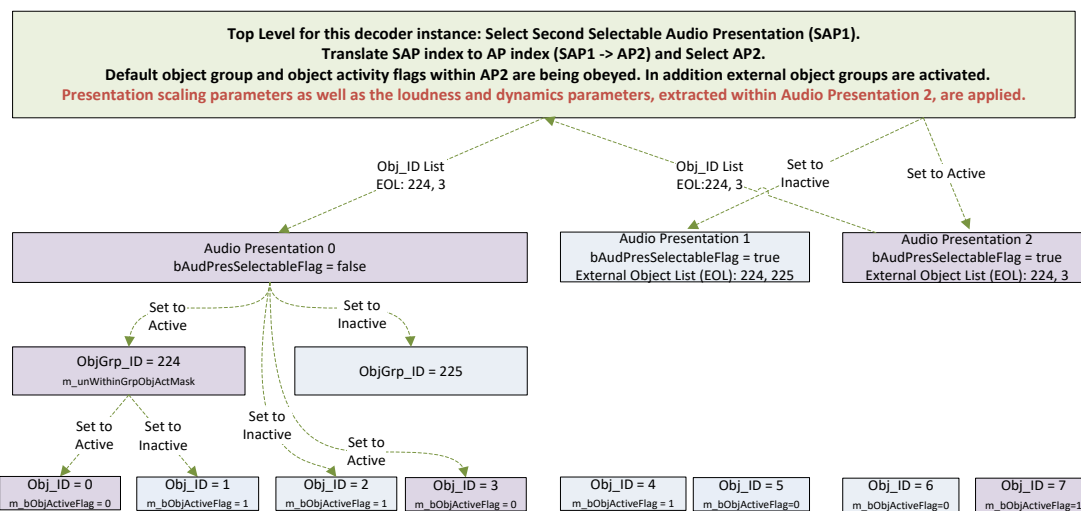 Top Level for this decoder instance: Select Second Selectable Audio Presentation (SAP1).
Translate SAP index to AP index (SAP1 -> AP2) and Select AP2.
Default object group and object activity flags within AP2 are being obeyed. In addition external object groups are activated.
Presentation scaling parameters as well as the loudness and dynamics parameters, extracted within Audio Presentation 2, are applied.
Obj_ID List
EOL: 224, 3
Obj_ID List
EOL:224, 3
Set to
Inactive
Set to Active
Audio Presentation 0
bAudPresSelectableFlag = false
Audio Presentation 1
bAudPresSelectableFlag = true
External Object List (EOL): 224, 225
Audio Presentation 2
bAudPresSelectableFlag = true
External Object List (EOL): 224, 3
Set to
Active
Set to
Inactive
ObjGrp_ID = 224
m_unWithinGrpObjActMask
ObjGrp_ID = 225
Set to
Active
Set to
Inactive
Set to
Inactive
Set to
Active
Obj_ID = 0
m_bObjActiveFlag = 0
Obj_ID = 1
m_bObjActiveFlag = 1
Obj_ID = 2
m_bObjActiveFlag = 1
Obj_ID = 3
m_bObjActiveFlag = 0
Obj_ID = 4
m_bObjActiveFlag = 1
Obj_ID = 5
m_bObjActiveFlag=0
Obj_ID = 6
m_bObjActiveFlag=0
Obj_ID = 7
m_bObjActiveFlag=1